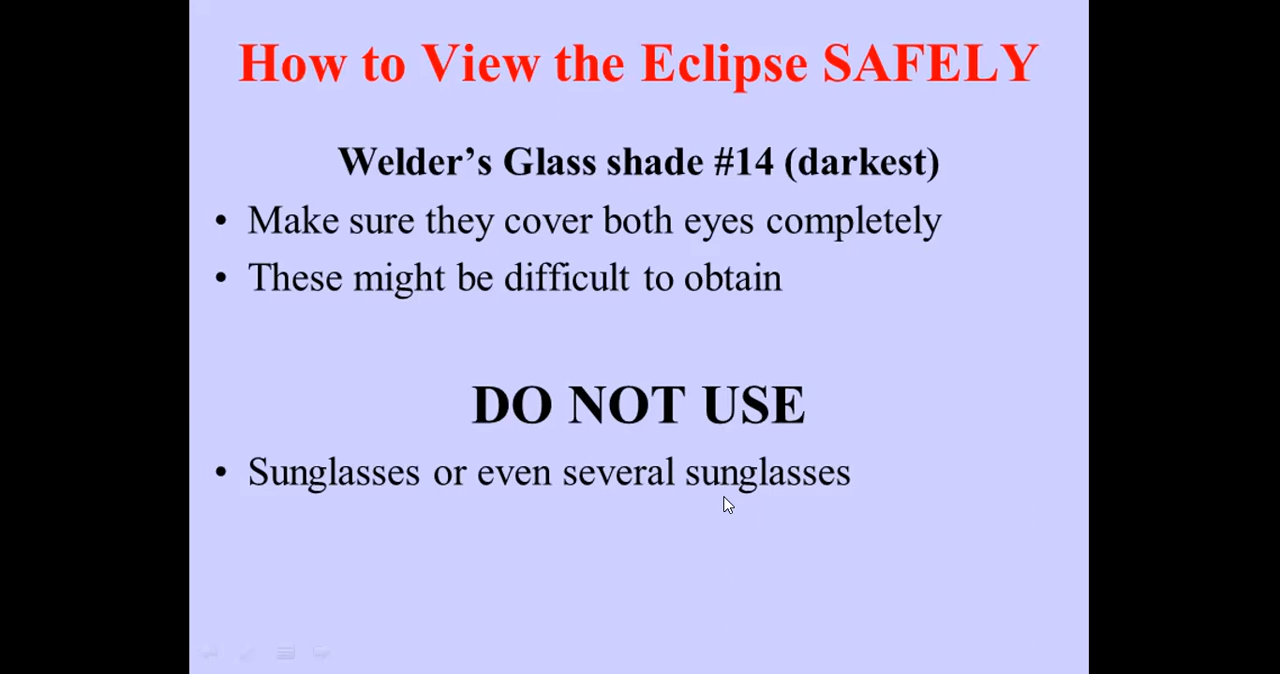 How to View the Eclipse SAFELY
Welder’s Glass shade #14 (darkest)
• Make sure they cover both eyes completely
• These might be difficult to obtain
DO NOT USE
• Sunglasses or even several sunglasses